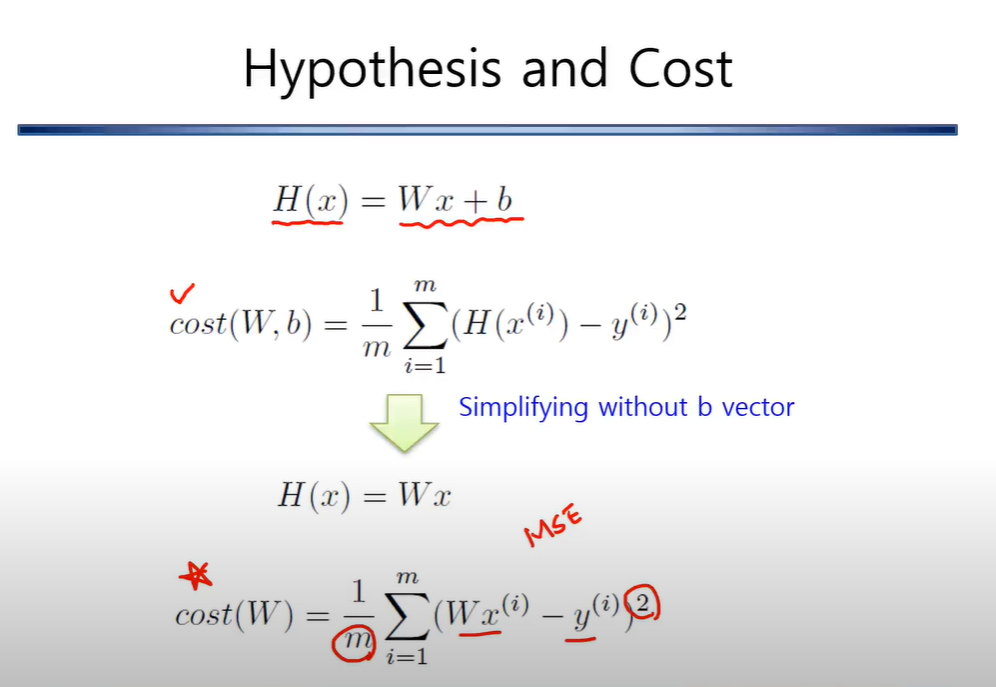 Hypothesis and Cost
H(x) = Wx + b
cost(W, b) = \frac{1}{m} \sum_{i=1}^{m} (H(x^{(i)}) - y^{(i)})^2
Simplifying without b vector
H(x) = Wx
MSE
cost(W) = \frac{1}{m} \sum_{i=1}^{m} (Wx^{(i)} - y^{(i)})^2